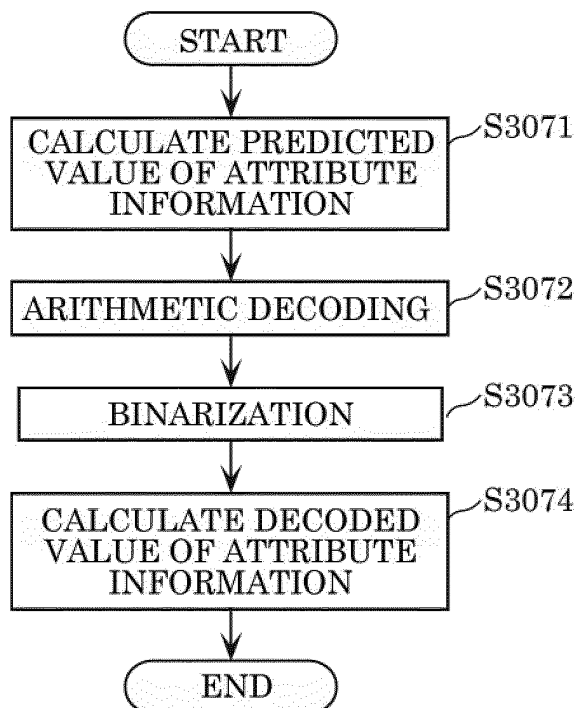 START
CALCULATE PREDICTED
VALUE OF ATTRIBUTE
INFORMATION
S3071
ARITHMETIC DECODING
S3072
BINARIZATION
S3073
CALCULATE DECODED
VALUE OF ATTRIBUTE
INFORMATION
S3074
END